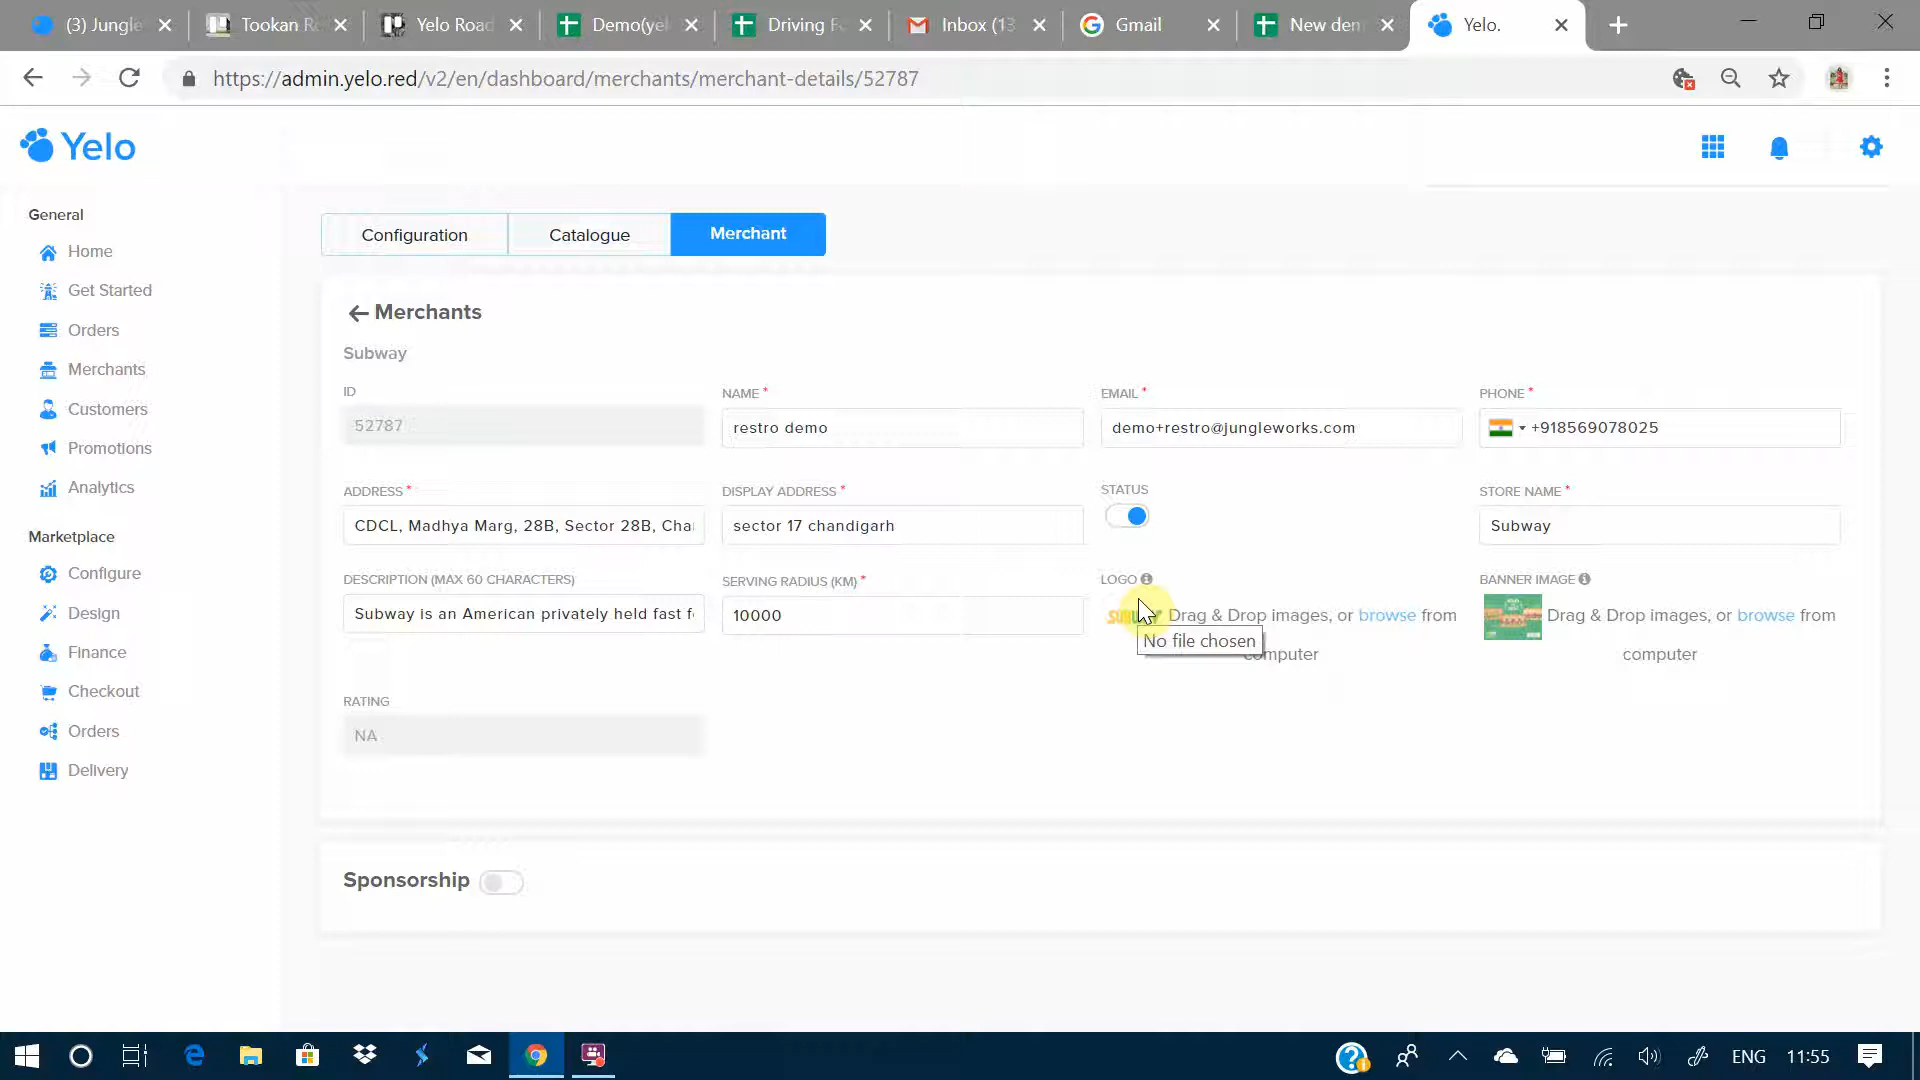 (3) Jungle
Tookan R
Yelo Road
Demo(yel
Driving
Inbox (13
Gmail
New dem
Yelo.
https://admin.yelo.red/v2/en/dashboard/merchants/merchant-details/52787
Yelo
General
Home
Get Started
Orders
Merchants
Customers
Promotions
Analytics
Marketplace
Configure
Design
Finance
Checkout
Orders
Delivery
Configuration Catalogue Merchant
Merchants
Subway
ID NAME * EMAIL * PHONE *
52787 restro demo demo+restro@jungleworks.com +918569078025
ADDRESS * DISPLAY ADDRESS * STATUS STORE NAME *
CDCL, Madhya Marg, 28B, Sector 28B, Cha sector 17 chandigarh Subway
DESCRIPTION (MAX 60 CHARACTERS) SERVING RADIUS (KM) * LOGO BANNER IMAGE
Subway is an American privately held fast f 10000 Drag & Drop images, or browse from Drag & Drop images, or browse from
No file chosen
computer computer
RATING
NA
Sponsorship
ENG 11:55